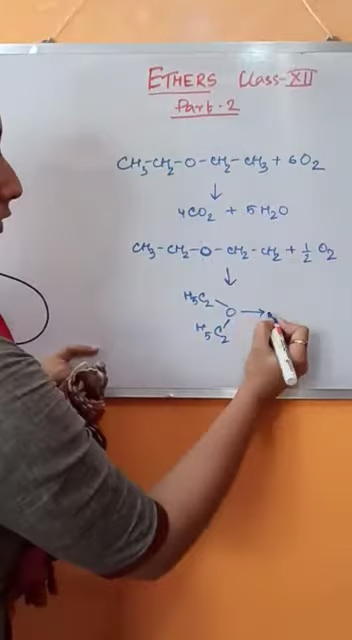 ETHERS Class-XII
Part-2
CH3-CH2-O-CH2-CH3 + 6O2
↓
4CO2 + 5H2O
CH3-CH2-O-CH2-CH2 + 1/2 O2
↓
H5C2
O →
H5C2